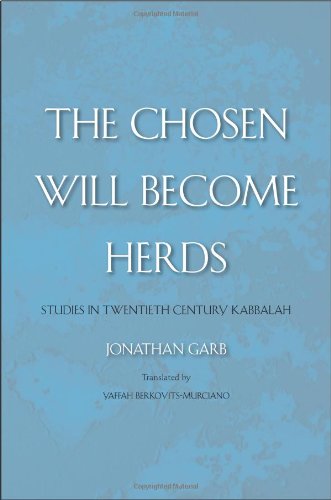 THE CHOSEN
WILL BECOME
HERDS
STUDIES IN TWENTIETH CENTURY KABBALAH
JONATHAN GARB
Translated by
YAFFAH BERKOVITS-MURCIANO